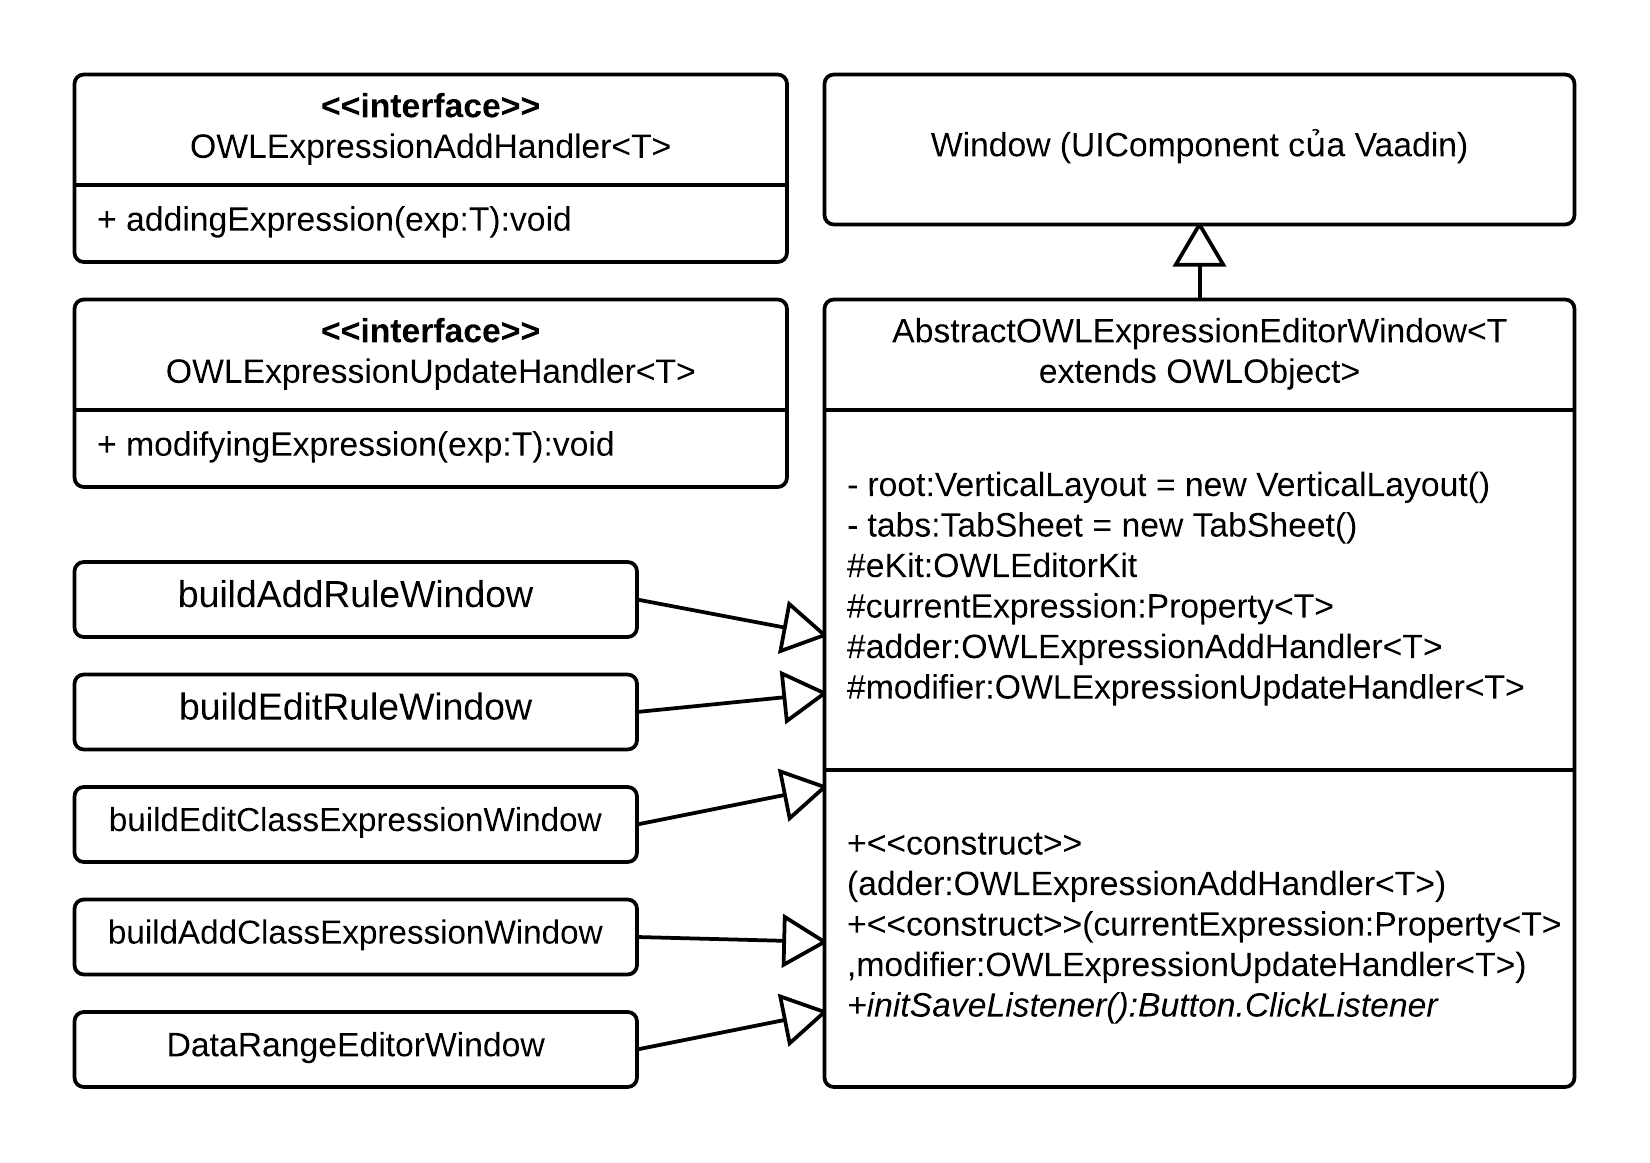 <<interface>>
OWLExpressionAddHandler<T>
+ addingExpression(exp:T):void
<<interface>>
OWLExpressionUpdateHandler<T>
+ modifyingExpression(exp:T):void
buildAddRuleWindow
buildEditRuleWindow
buildEditClassExpressionWindow
buildAddClassExpressionWindow
DataRangeEditorWindow
Window (UIComponent của Vaadin)
AbstractOWLExpressionEditorWindow<T
extends OWLObject>
- root:VerticalLayout = new VerticalLayout()
- tabs:TabSheet = new TabSheet()
#eKit:OWLEditorKit
#currentExpression:Property<T>
#adder:OWLExpressionAddHandler<T>
#modifier:OWLExpressionUpdateHandler<T>
+<<construct>>
(adder:OWLExpressionAddHandler<T>)
+<<construct>>(currentExpression:Property<T>
,modifier:OWLExpressionUpdateHandler<T>)
+initSaveListener():Button.ClickListener